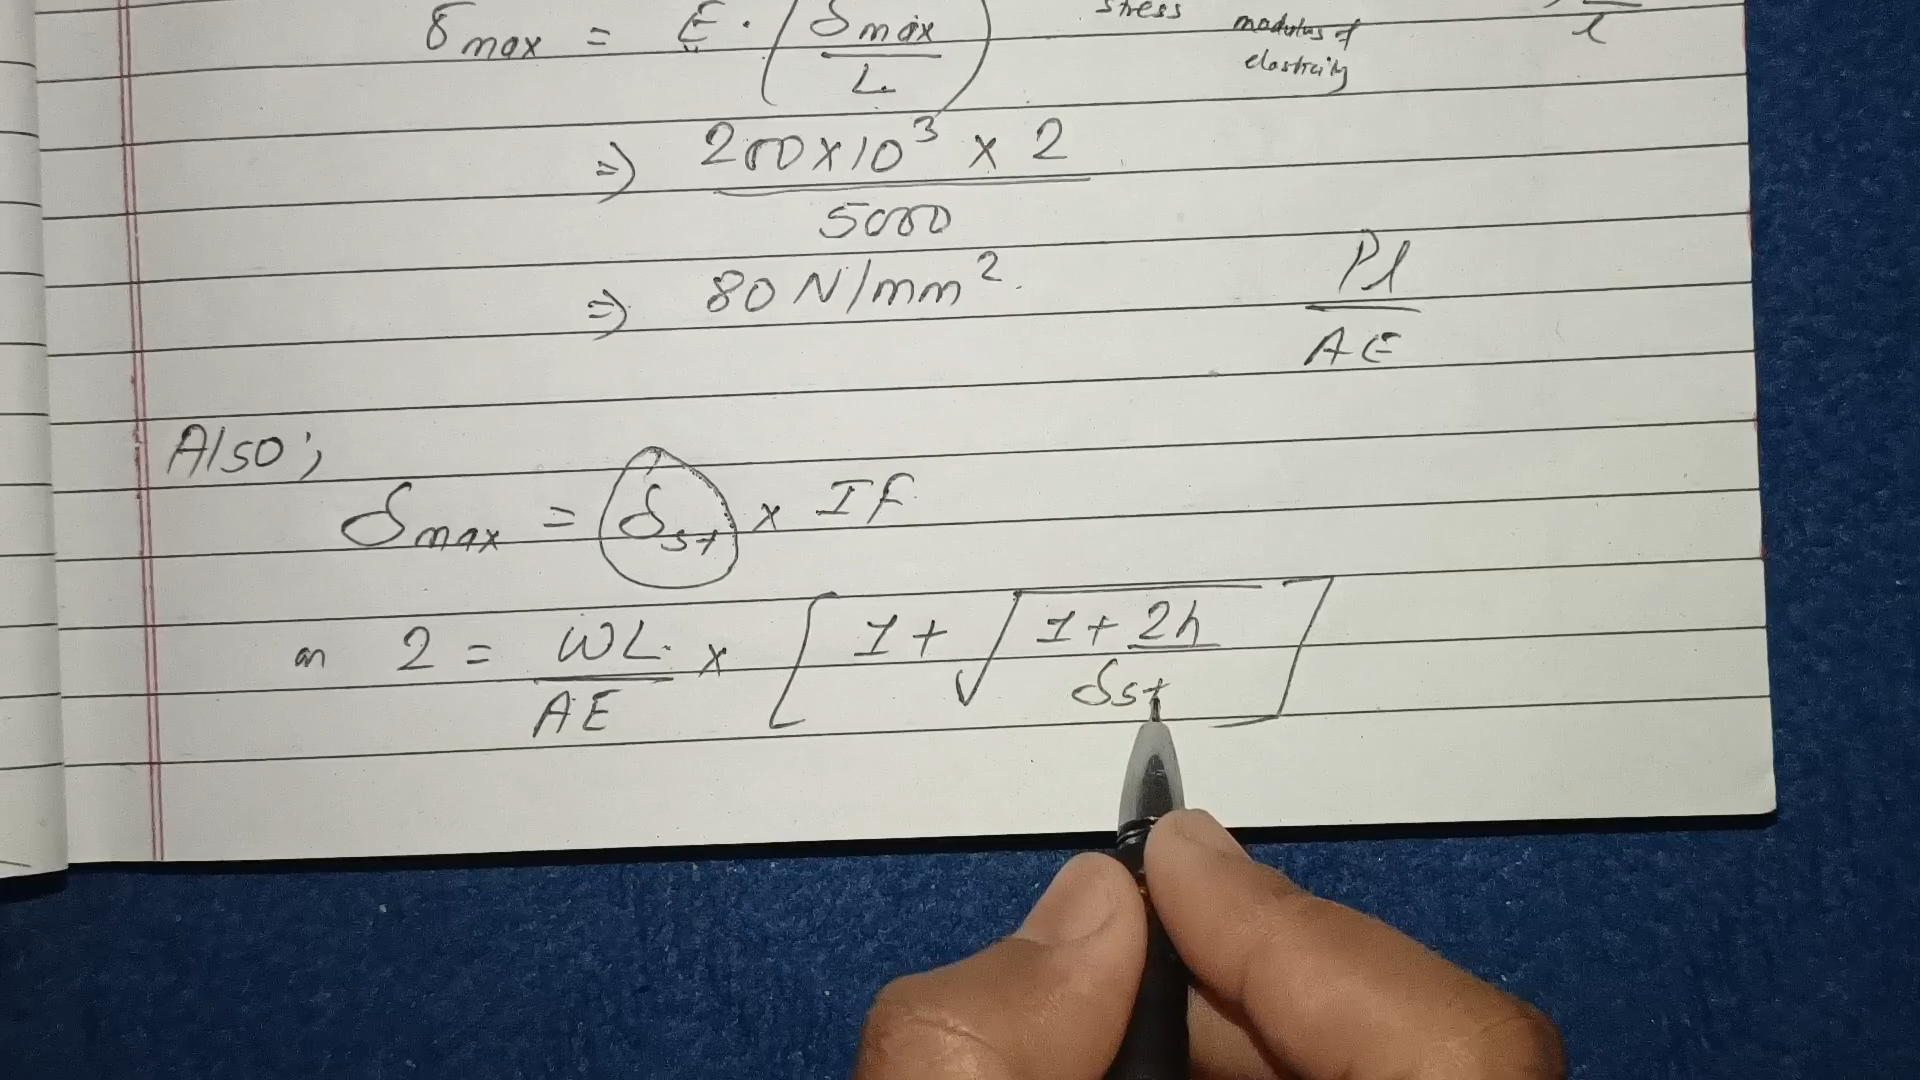 σmax = E · (δmax / L)
stress
modulus of
elasticity
l
⇒ 200×10³ × 2 / 5000
⇒ 80 N/mm².
Pl / AE
Also;
δmax = δst × IF
or 2 = WL / AE × [1 + √(1 + 2h / δst)]